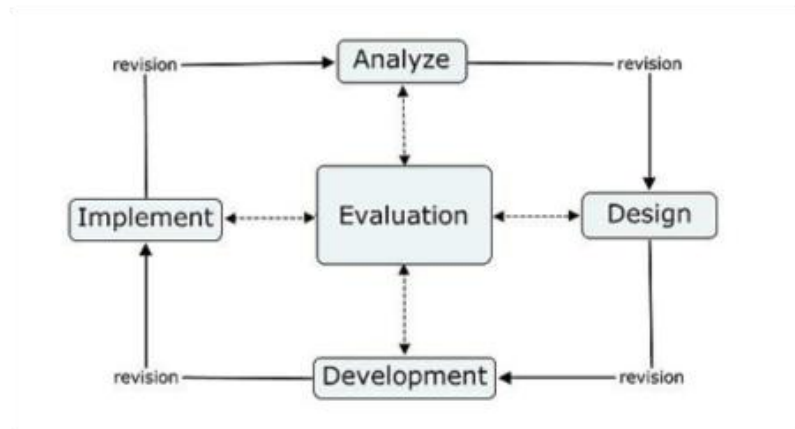 Analyze
revision
revision
Implement
Evaluation
Design
revision
Development
revision